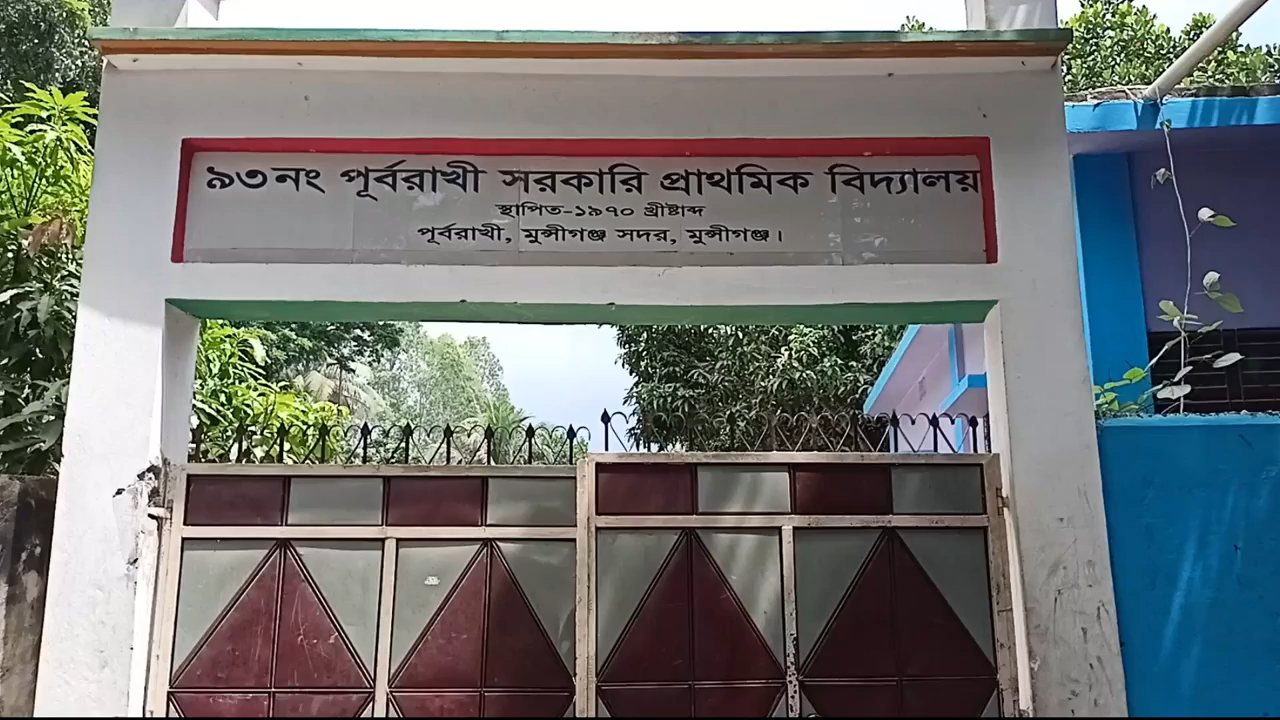 ৯৩নং পূর্বরাখী সরকারি প্রাথমিক বিদ্যালয়
স্থাপিত-১৯৭০ খ্রীষ্টাব্দ
পূর্বরাখী, মুন্সীগঞ্জ সদর, মুন্সীগঞ্জ।